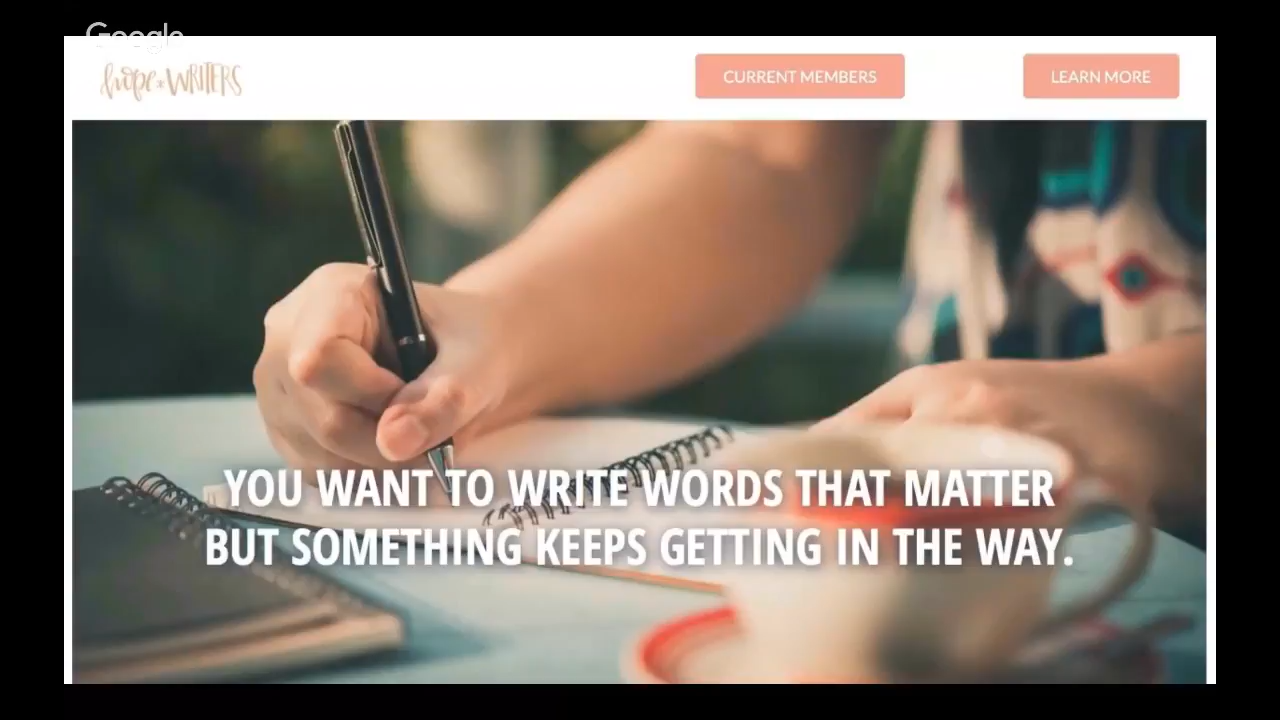 Google
hope*WRITERS
CURRENT MEMBERS
LEARN MORE
YOU WANT TO WRITE WORDS THAT MATTER
BUT SOMETHING KEEPS GETTING IN THE WAY.